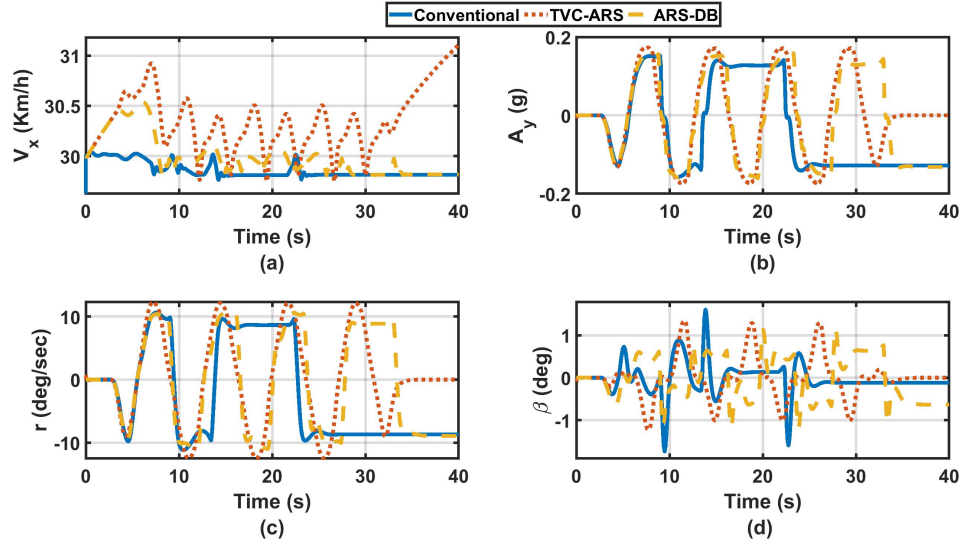 Conventional TVC-ARS ARS-DB
31
30.5
30
V_x (Km/h)
0 10 20 30 40
Time (s)
(a)
0.2
0
-0.2
A_y (g)
0 10 20 30 40
Time (s)
(b)
10
0
-10
r (deg/sec)
0 10 20 30 40
Time (s)
(c)
1
0
-1
β (deg)
0 10 20 30 40
Time (s)
(d)